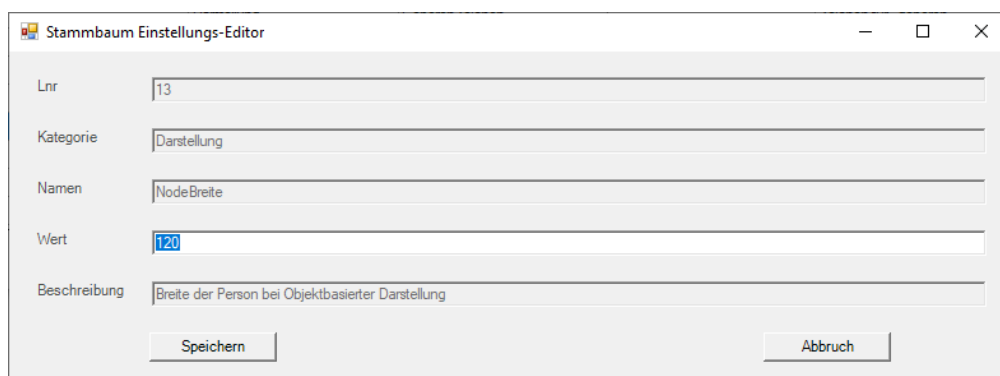 Stammbaum Einstellungs-Editor
Lnr 13
Kategorie Darstellung
Namen NodeBreite
Wert 120
Beschreibung Breite der Person bei Objektbasierter Darstellung
Speichern Abbruch